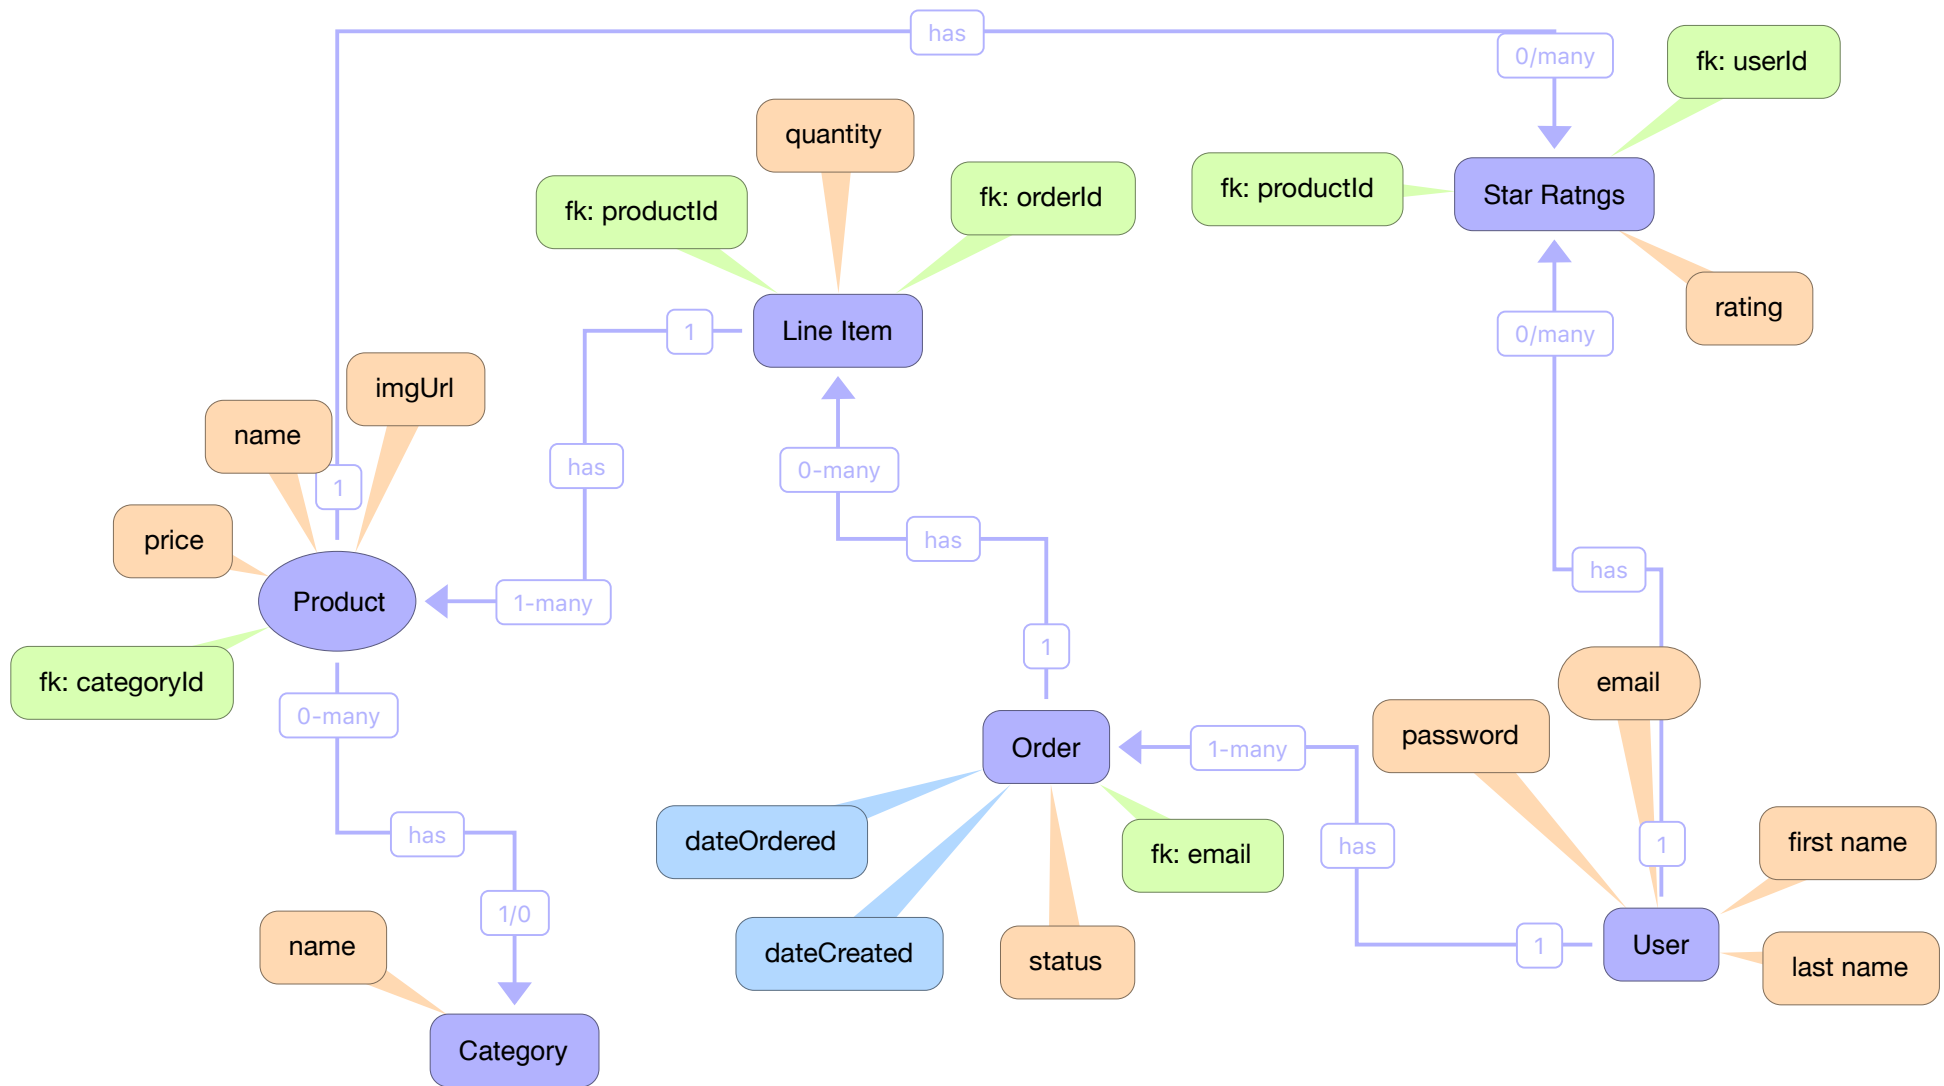 has
0/many
fk: userId
quantity
fk: productId
fk: orderId
fk: productId
Star Ratngs
rating
1
Line Item
0/many
imgUrl
name
1
has
0-many
price
has
has
Product
1-many
1
fk: categoryId
email
0-many
password
Order
1-many
has
dateOrdered
fk: email
has
1
first name
1/0
name
dateCreated
status
1
User
last name
Category